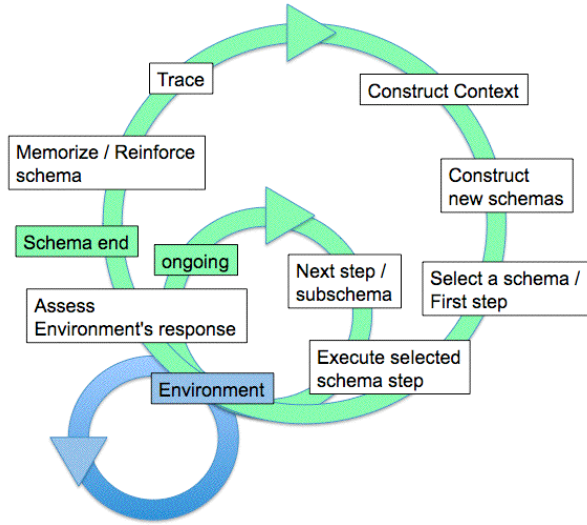 Trace
Construct Context
Memorize / Reinforce
schema
Construct
new schemas
Schema end
ongoing
Next step /
subschema
Select a schema /
First step
Assess
Environment's response
Execute selected
schema step
Environment